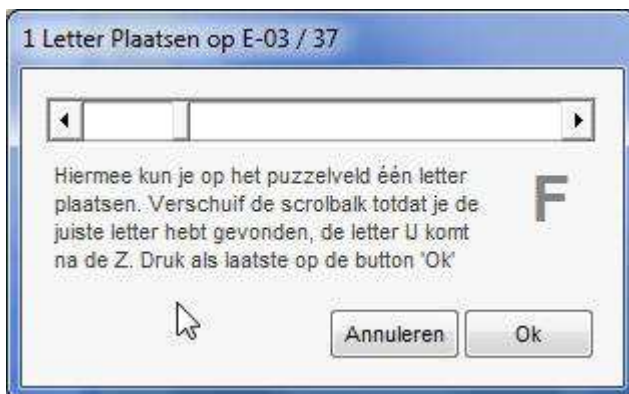 1 Letter Plaatsen op E-03 / 37
Hiermee kun je op het puzzelveld één letter
plaatsen. Verschuif de scrolbalk totdat je de
juiste letter hebt gevonden, de letter IJ komt
na de Z. Druk als laatste op de button 'Ok'
F
Annuleren
Ok